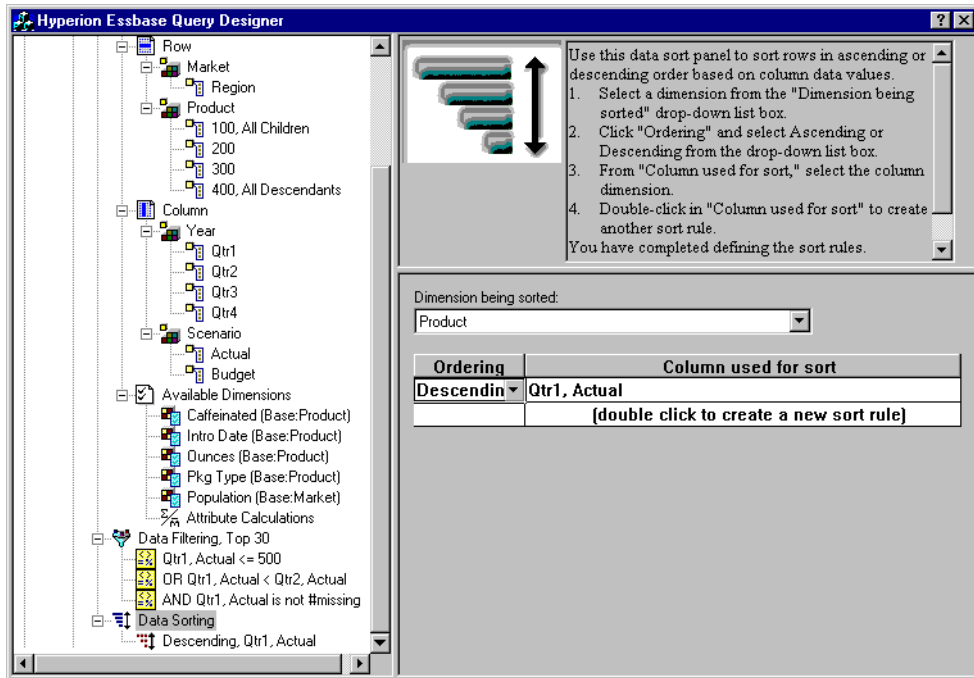 Hyperion Essbase Query Designer
Row
Market
Region
Product
100, All Children
200
300
400, All Descendants
Column
Year
Qtr1
Qtr2
Qtr3
Qtr4
Scenario
Actual
Budget
Available Dimensions
Caffeinated (Base:Product)
Intro Date (Base:Product)
Ounces (Base:Product)
Pkg Type (Base:Product)
Population (Base:Market)
Attribute Calculations
Data Filtering, Top 30
Qtr1, Actual <= 500
OR Qtr1, Actual < Qtr2, Actual
AND Qtr1, Actual is not #missing
Data Sorting
Descending, Qtr1, Actual
Use this data sort panel to sort rows in ascending or
descending order based on column data values.
1. Select a dimension from the "Dimension being
sorted" drop-down list box.
2. Click "Ordering" and select Ascending or
Descending from the drop-down list box.
3. From "Column used for sort," select the column
dimension.
4. Double-click in "Column used for sort" to create
another sort rule.
You have completed defining the sort rules.
Dimension being sorted:
Product
Ordering Column used for sort
Descendin Qtr1, Actual
(double click to create a new sort rule)